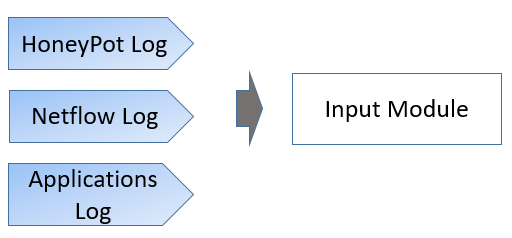 HoneyPot Log
Netflow Log
Applications
Log
Input Module